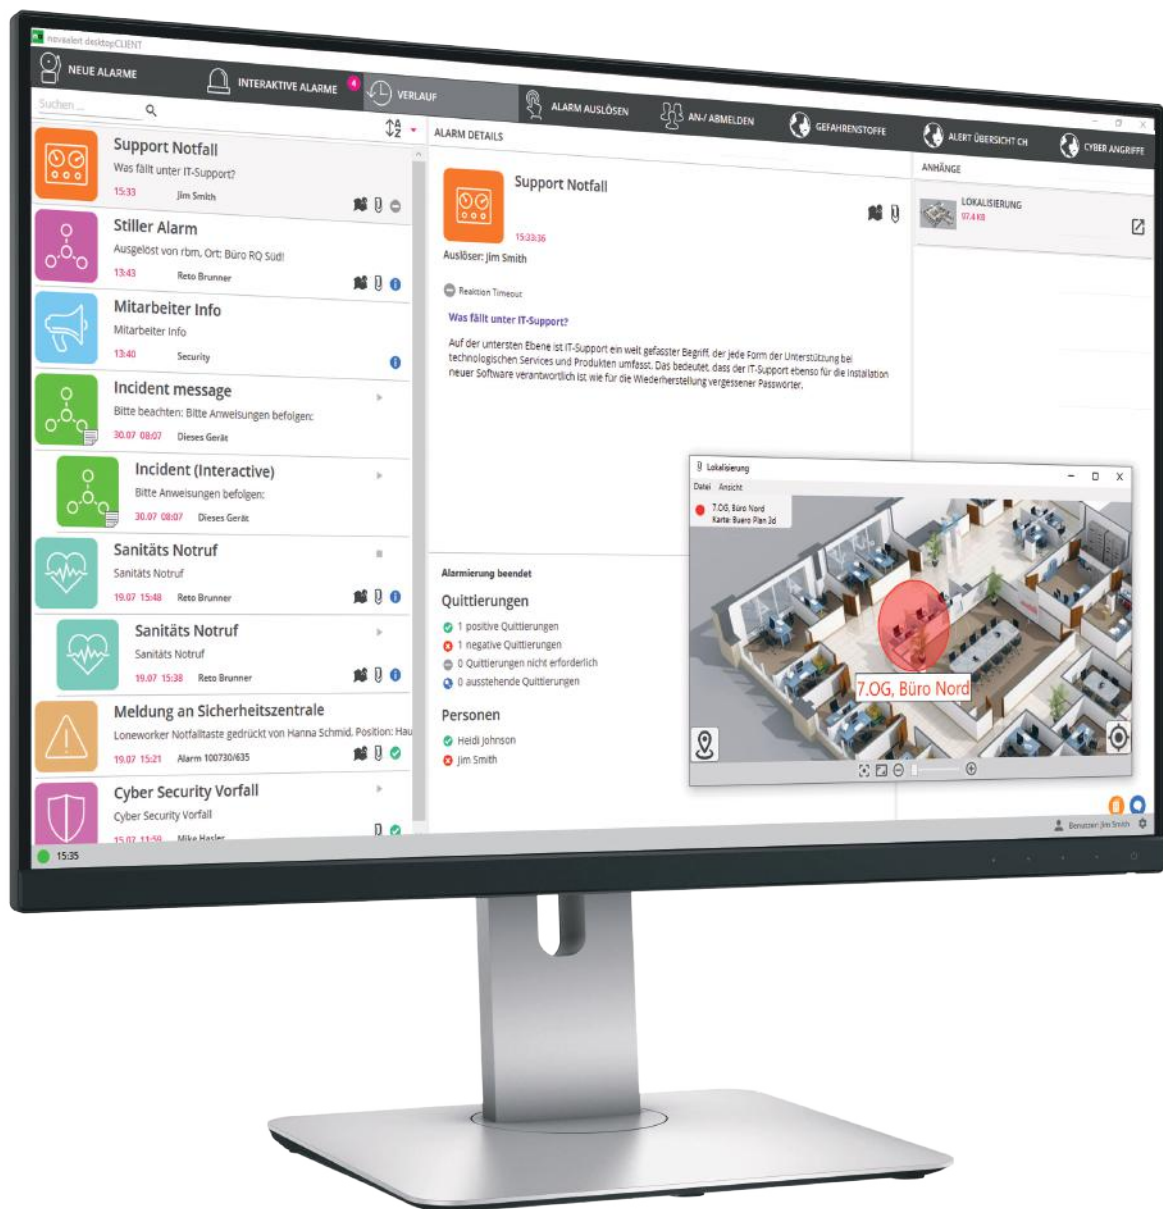 novaalert desktopCLIENT
NEUE ALARME
INTERAKTIVE ALARME
4
VERLAUF
ALARM AUSLÖSEN
AN-/ ABMELDEN
GEFAHRENSTOFFE
ALERT ÜBERSICHT CH
CYBER ANGRIFFE
Suchen ...
Support Notfall
Was fällt unter IT-Support?
15:33 Jim Smith
Stiller Alarm
Ausgelöst von rbm, Ort: Büro RQ Süd!
13:43 Reto Brunner
Mitarbeiter Info
Mitarbeiter Info
13:40 Security
Incident message
Bitte beachten: Bitte Anweisungen befolgen:
30.07 08:07 Dieses Gerät
Incident (Interactive)
Bitte Anweisungen befolgen:
30.07 08:07 Dieses Gerät
Sanitäts Notruf
Sanitäts Notruf
19.07 15:48 Reto Brunner
Sanitäts Notruf
Sanitäts Notruf
19.07 15:38 Reto Brunner
Meldung an Sicherheitszentrale
Loneworker Notfalltaste gedrückt von Hanna Schmid, Position: Hau
19.07 15:21 Alarm 100730/635
Cyber Security Vorfall
Cyber Security Vorfall
15.07 11:59 Mike Hasler
15:35
ALARM DETAILS
Support Notfall
15:33:36
Auslöser: Jim Smith
Reaktion Timeout
Was fällt unter IT-Support?
Auf der untersten Ebene ist IT-Support ein weit gefasster Begriff, der jede Form der Unterstützung bei
technologischen Services und Produkten umfasst. Das bedeutet, dass der IT-Support ebenso für die Installation
neuer Software verantwortlich ist wie für die Wiederherstellung vergessener Passwörter.
Alarmierung beendet
Quittierungen
1 positive Quittierungen
1 negative Quittierungen
0 Quittierungen nicht erforderlich
0 ausstehende Quittierungen
Personen
Heidi Johnson
Jim Smith
ANHÄNGE
LOKALISIERUNG
97.4 KB
Lokalisierung
Datei Ansicht
7.OG, Büro Nord
Karte: Buero Plan 3d
7.OG, Büro Nord
Benutzer: Jim Smith